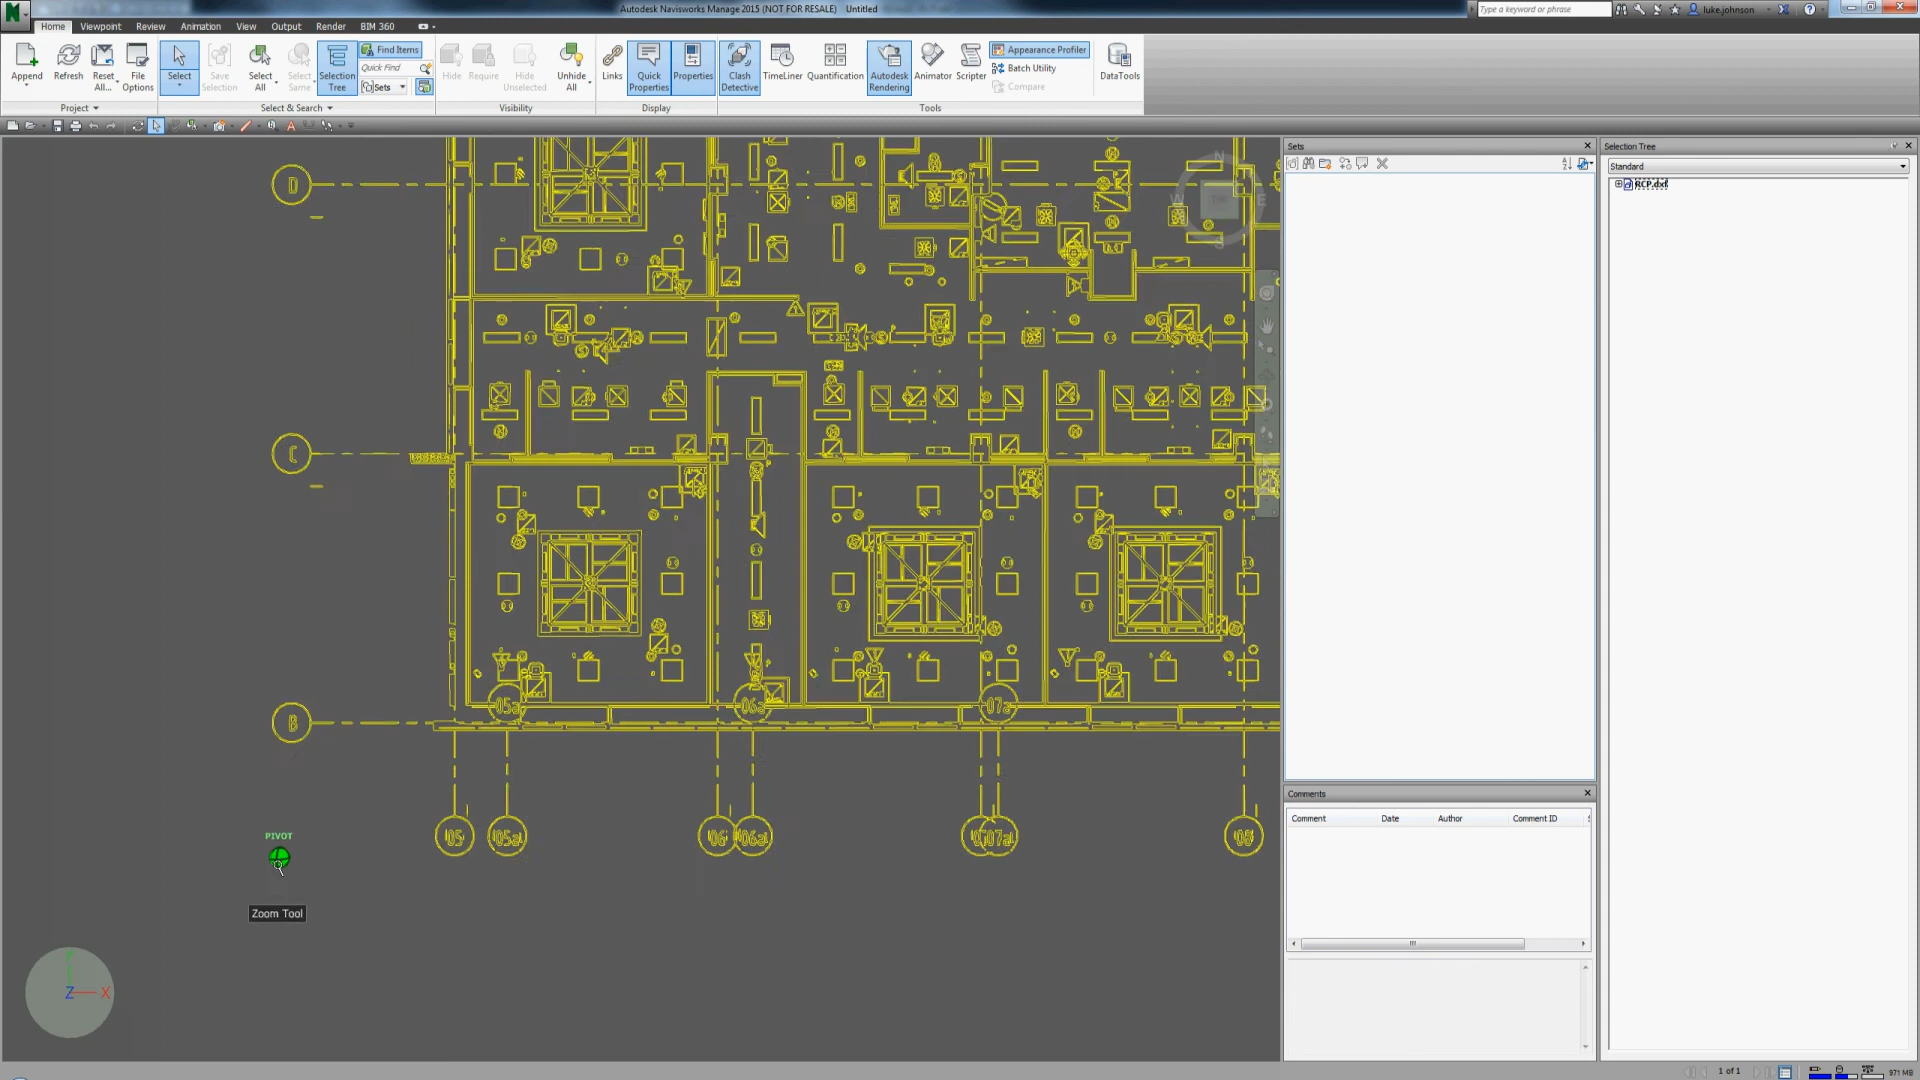 Autodesk Navisworks Manage 2015 (NOT FOR RESALE) Untitled
Type a keyword or phrase
luke.johnson
Home Viewpoint Review Animation View Output Render BIM 360
Append
Refresh
Reset All...
File Options
Select
Save Selection
Select All
Select Same
Selection Tree
Find Items
Quick Find
Sets
Hide
Require
Hide Unselected
Unhide All
Links
Quick Properties
Properties
Clash Detective
TimeLiner
Quantification
Autodesk Rendering
Animator
Scripter
Appearance Profiler
Batch Utility
Compare
DataTools
Project
Select & Search
Visibility
Display
Tools
Sets
Selection Tree
Standard
RCP.dxf
N
W
E
S
D
C
B
05a
06a
07a
05
05a
06
06a
07a
08
PIVOT
Zoom Tool
Y
Z
X
Comments
Comment Date Author Comment ID
1 of 1
971 MB